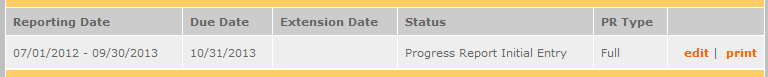 Reporting Date Due Date Extension Date Status PR Type
07/01/2012 - 09/30/2013 10/31/2013 Progress Report Initial Entry Full edit | print